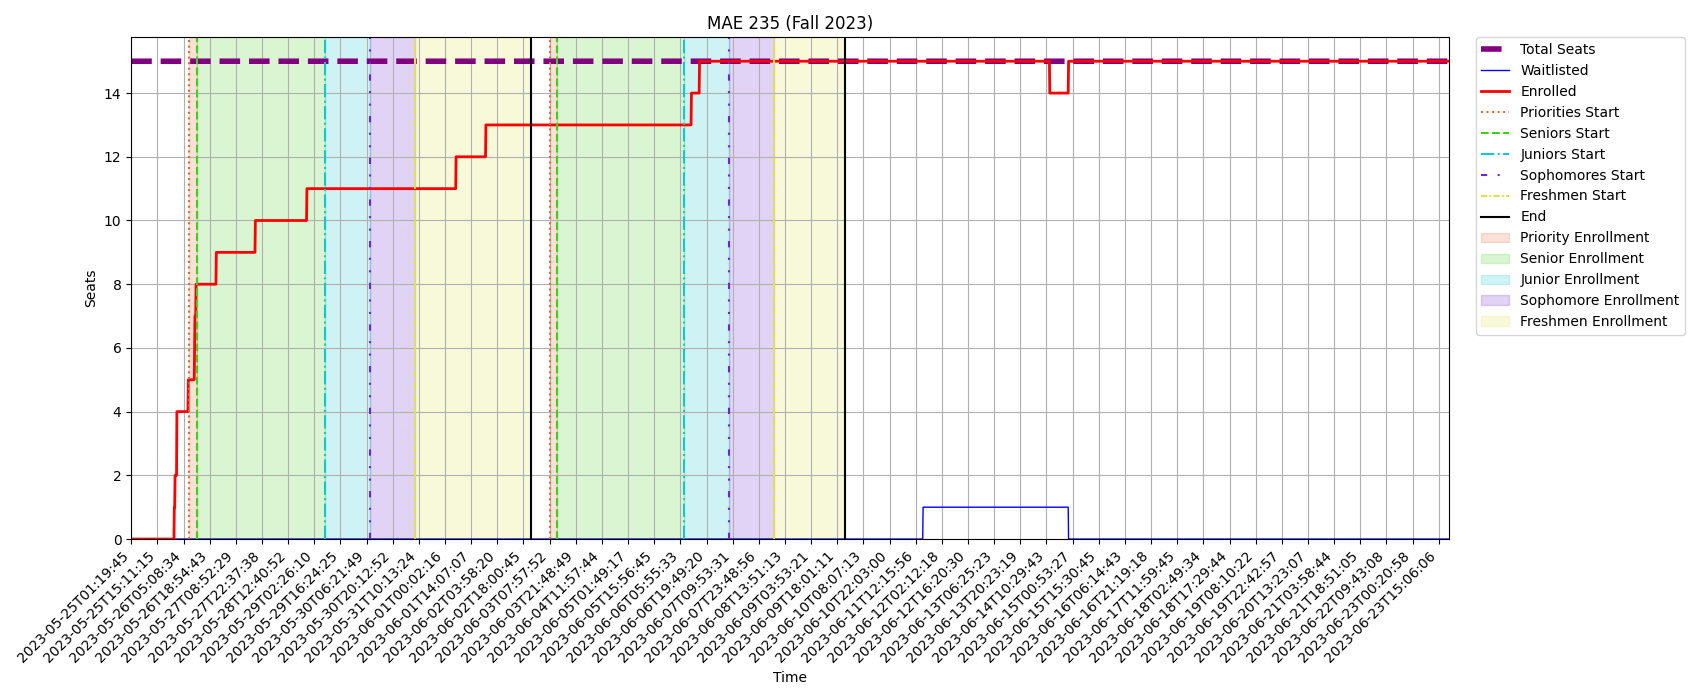 MAE 235 (Fall 2023)
Seats
14
12
10
8
6
4
2
0
2023-05-25T01:19:45
2023-05-25T15:11:15
2023-05-26T05:08:34
2023-05-26T18:54:43
2023-05-27T08:52:29
2023-05-27T22:37:38
2023-05-28T12:40:52
2023-05-29T02:26:10
2023-05-29T16:24:25
2023-05-30T06:21:49
2023-05-30T20:12:52
2023-05-31T10:13:24
2023-06-01T00:02:16
2023-06-01T14:07:07
2023-06-02T03:58:20
2023-06-02T18:00:45
2023-06-03T07:57:52
2023-06-03T21:48:49
2023-06-04T11:57:44
2023-06-05T01:49:17
2023-06-05T15:56:45
2023-06-06T05:55:33
2023-06-06T19:49:20
2023-06-07T09:53:31
2023-06-07T23:48:56
2023-06-08T13:51:13
2023-06-09T03:53:21
2023-06-09T18:01:11
2023-06-10T08:07:13
2023-06-10T22:03:00
2023-06-11T12:15:56
2023-06-12T02:12:18
2023-06-12T16:20:30
2023-06-13T06:25:23
2023-06-13T20:23:19
2023-06-14T10:29:43
2023-06-15T00:53:27
2023-06-15T15:30:45
2023-06-16T06:14:43
2023-06-16T21:19:18
2023-06-17T11:59:45
2023-06-18T02:49:34
2023-06-18T17:29:44
2023-06-19T08:10:22
2023-06-19T22:42:57
2023-06-20T13:23:07
2023-06-21T03:58:44
2023-06-21T18:51:05
2023-06-22T09:43:08
2023-06-23T00:20:58
2023-06-23T15:06:06
Time
Total Seats
Waitlisted
Enrolled
Priorities Start
Seniors Start
Juniors Start
Sophomores Start
Freshmen Start
End
Priority Enrollment
Senior Enrollment
Junior Enrollment
Sophomore Enrollment
Freshmen Enrollment